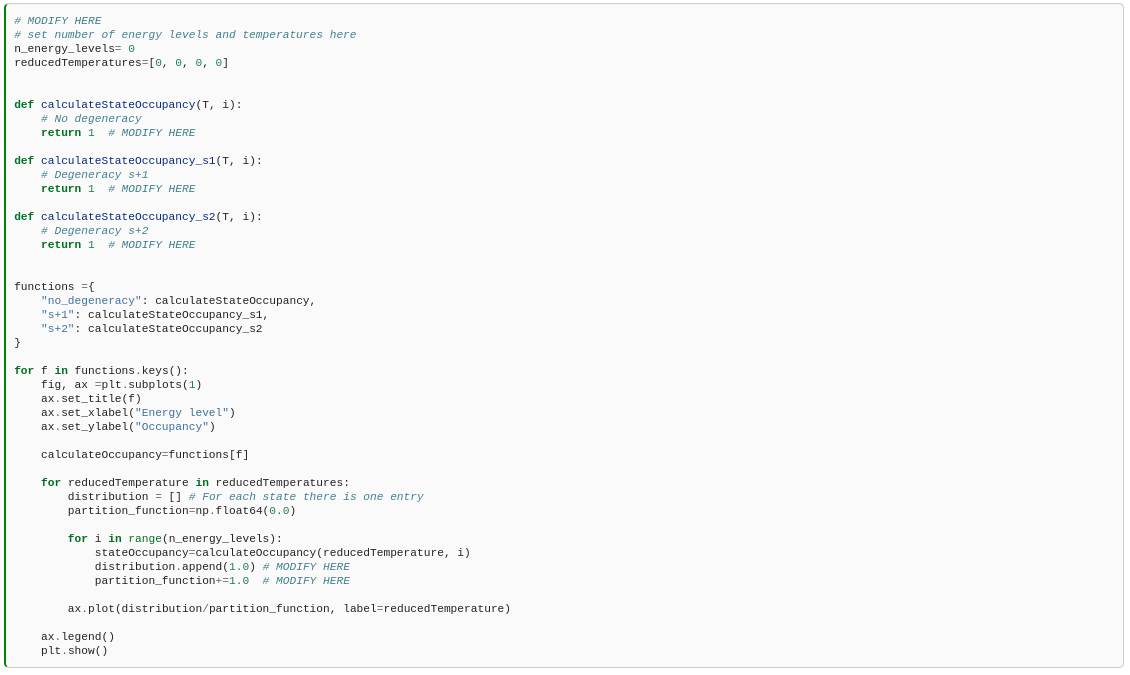 # MODIFY HERE
# set number of energy levels and temperatures here
n_energy_levels= 0
reducedTemperatures=[0, 0, 0, 0]
def calculateStateOccupancy(T, i):
    # No degeneracy
    return 1  # MODIFY HERE
def calculateStateOccupancy_s1(T, i):
    # Degeneracy s+1
    return 1  # MODIFY HERE
def calculateStateOccupancy_s2(T, i):
    # Degeneracy s+2
    return 1  # MODIFY HERE
functions ={
    "no_degeneracy": calculateStateOccupancy,
    "s+1": calculateStateOccupancy_s1,
    "s+2": calculateStateOccupancy_s2
}
for f in functions.keys():
    fig, ax =plt.subplots(1)
    ax.set_title(f)
    ax.set_xlabel("Energy level")
    ax.set_ylabel("Occupancy")
    calculateOccupancy=functions[f]
    for reducedTemperature in reducedTemperatures:
        distribution = [] # For each state there is one entry
        partition_function=np.float64(0.0)
        for i in range(n_energy_levels):
            stateOccupancy=calculateOccupancy(reducedTemperature, i)
            distribution.append(1.0) # MODIFY HERE
            partition_function+=1.0  # MODIFY HERE
        ax.plot(distribution/partition_function, label=reducedTemperature)
    ax.legend()
    plt.show()